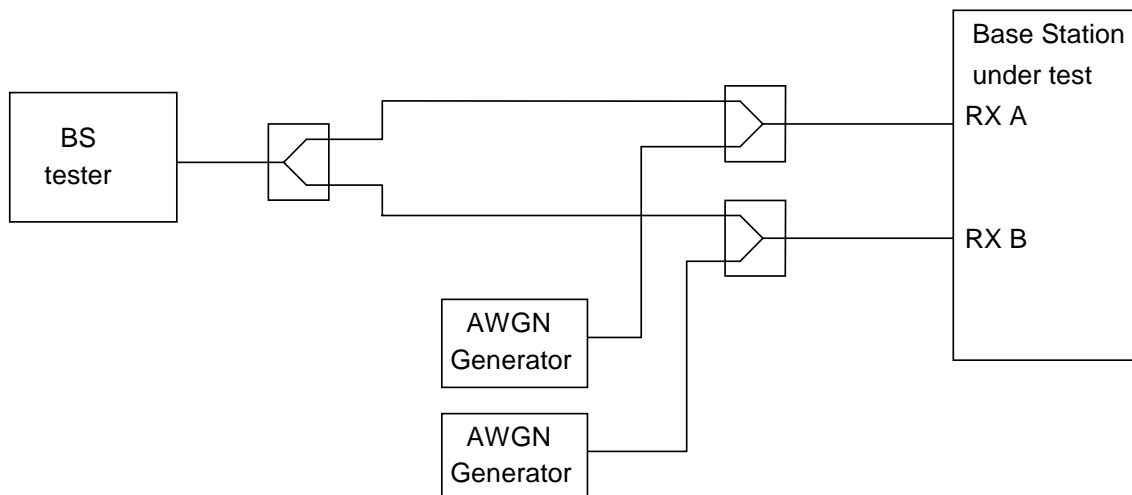 BS
tester
AWGN
Generator
AWGN
Generator
Base Station
under test
RX A
RX B